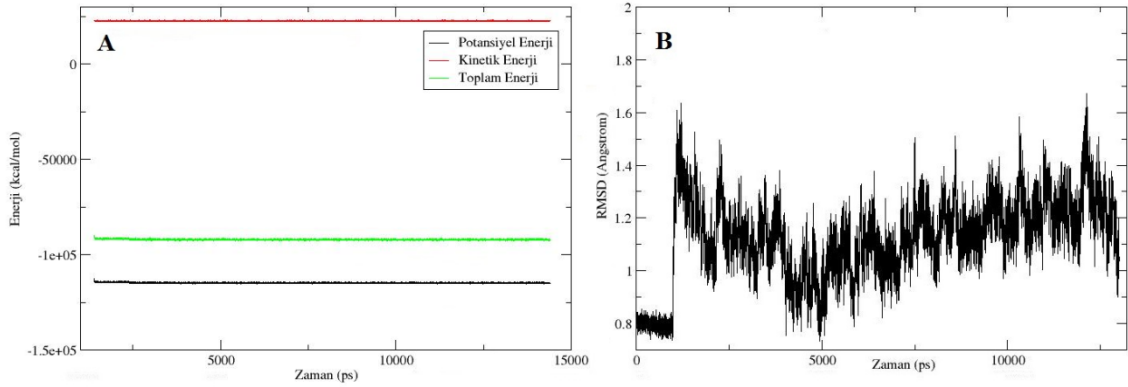 A
Potansiyel Enerji
Kinetik Enerji
Toplam Enerji
0
-50000
-1e+05
-1.5e+05
Enerji (kcal/mol)
5000
10000
15000
Zaman (ps)
B
2
1.8
1.6
1.4
1.2
1
0.8
RMSD (Angstrom)
0
5000
10000
Zaman (ps)